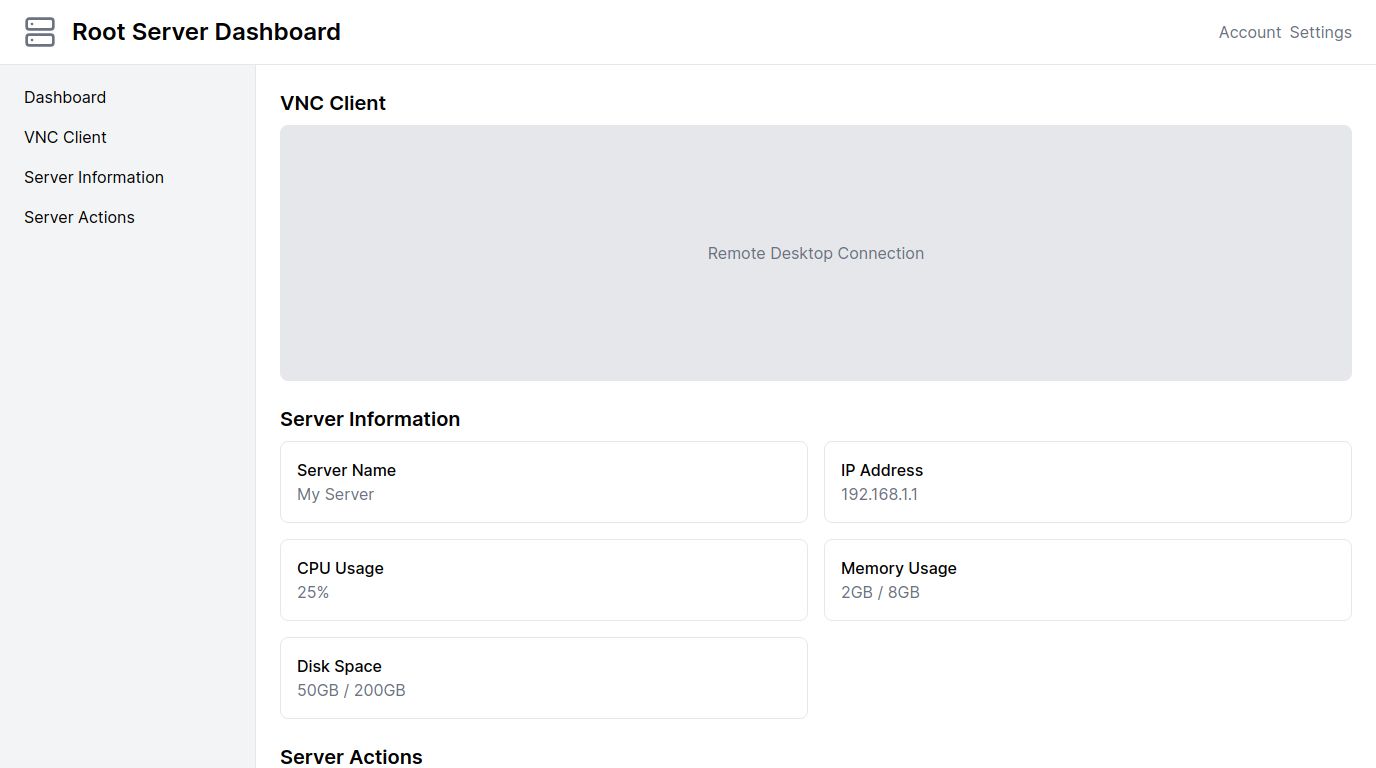 Root Server Dashboard
Account Settings
Dashboard
VNC Client
Server Information
Server Actions
VNC Client
Remote Desktop Connection
Server Information
Server Name
My Server
IP Address
192.168.1.1
CPU Usage
25%
Memory Usage
2GB / 8GB
Disk Space
50GB / 200GB
Server Actions